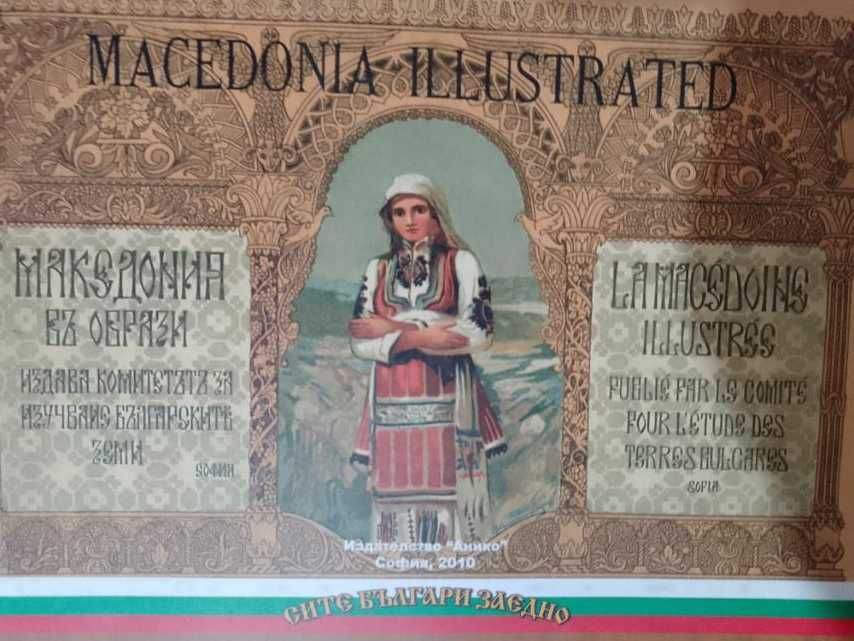 MACEDONIA ILLUSTRATED
МАКЕДОНИЯ
ВЪ ОБРАЗИ
ИЗДАВА КОМИТЕТЪТЪ ЗА
ИЗУЧВАНЕ БЪЛГАРСКИТѢ
ЗЕМИ
СОФИЯ
LA MACÉDOINE
ILLUSTRÉE
PUBLIÉ PAR LE COMITÉ
POUR L'ÉTUDE DES
TERRES BULGARES
SOFIA
Издателство "Анико"
София, 2010
СИТЕ БЪЛГАРИ ЗАЕДНО